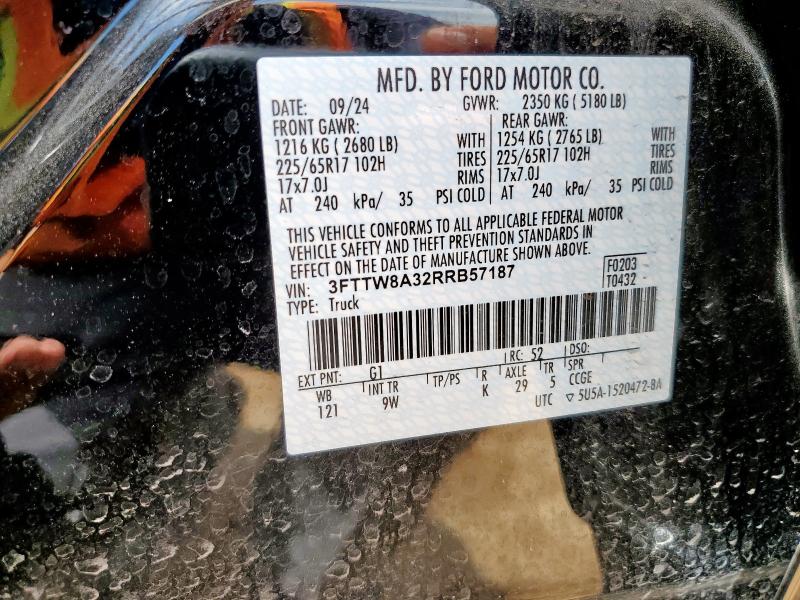 MFD. BY FORD MOTOR CO.
DATE: 09/24 GVWR: 2350 KG ( 5180 LB)
FRONT GAWR: REAR GAWR:
1216 KG ( 2680 LB) WITH 1254 KG ( 2765 LB) WITH
225/65R17 102H TIRES 225/65R17 102H TIRES
17x7.0J RIMS 17x7.0J RIMS
AT 240 kPa/ 35 PSI COLD AT 240 kPa/ 35 PSI COLD
THIS VEHICLE CONFORMS TO ALL APPLICABLE FEDERAL MOTOR
VEHICLE SAFETY AND THEFT PREVENTION STANDARDS IN
EFFECT ON THE DATE OF MANUFACTURE SHOWN ABOVE.
VIN: 3FTTW8A32RRB57187 F0203
TYPE: Truck T0432
EXT PNT: G1 RC: 52 DSO:
WB INT TR TP/PS R AXLE TR SPR
121 9W K 29 5 CCGE
UTC ▽ 5U5A-1520472-BA